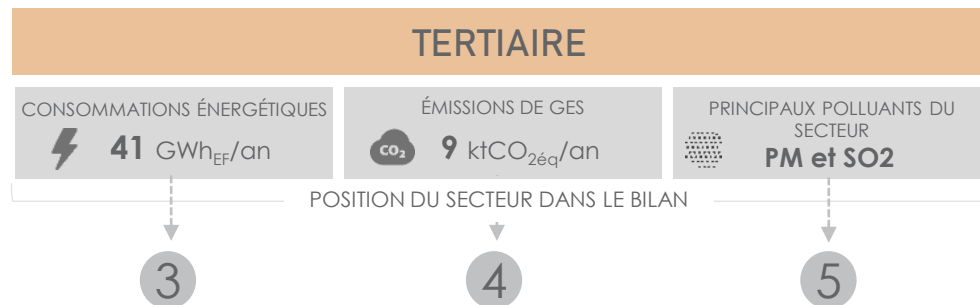 TERTIAIRE
CONSOMMATIONS ÉNERGÉTIQUES
41 GWhEF/an
ÉMISSIONS DE GES
CO2 9 ktCO2éq/an
PRINCIPAUX POLLUANTS DU
SECTEUR
PM et SO2
POSITION DU SECTEUR DANS LE BILAN
3
4
5